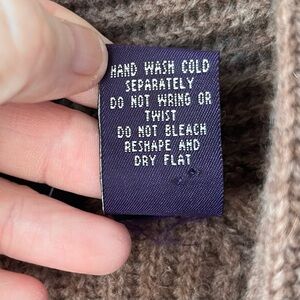 HAND WASH COLD
SEPARATELY
DO NOT WRING OR
TWIST
DO NOT BLEACH
RESHAPE AND
DRY FLAT